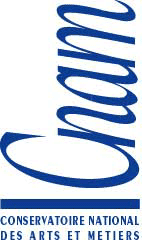 Cnam
CONSERVATOIRE NATIONAL
DES ARTS ET METIERS